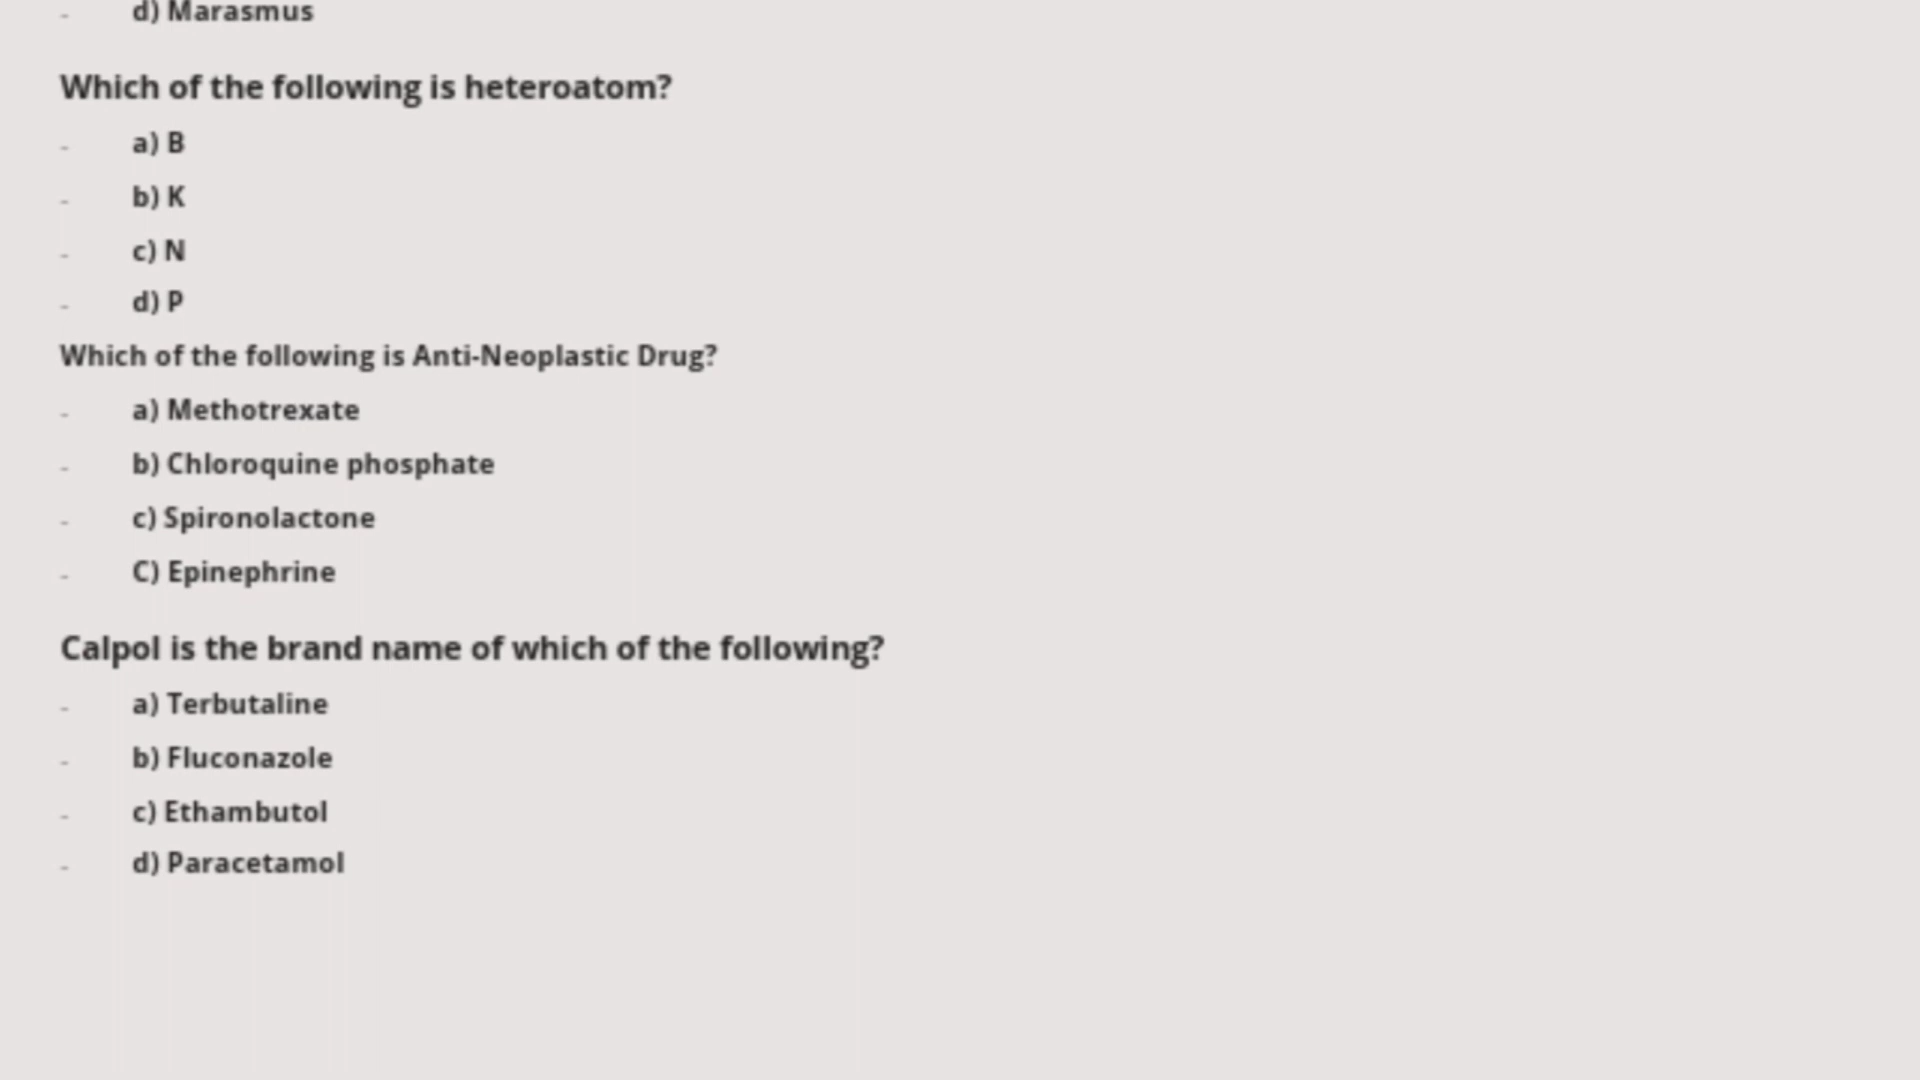 - d) Marasmus
Which of the following is heteroatom?
- a) B
- b) K
- c) N
- d) P
Which of the following is Anti-Neoplastic Drug?
- a) Methotrexate
- b) Chloroquine phosphate
- c) Spironolactone
- C) Epinephrine
Calpol is the brand name of which of the following?
- a) Terbutaline
- b) Fluconazole
- c) Ethambutol
- d) Paracetamol